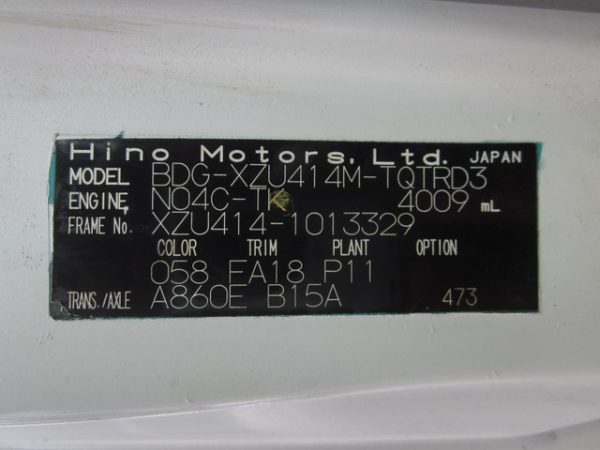 Hino Motors, Ltd. JAPAN
MODEL BDG-XZU414M-TQTRD3
ENGINE, N04C-TK 4009 mL
FRAME No. XZU414-1013329
COLOR TRIM PLANT OPTION
058 FA18 P11
TRANS./AXLE A860E B15A 473